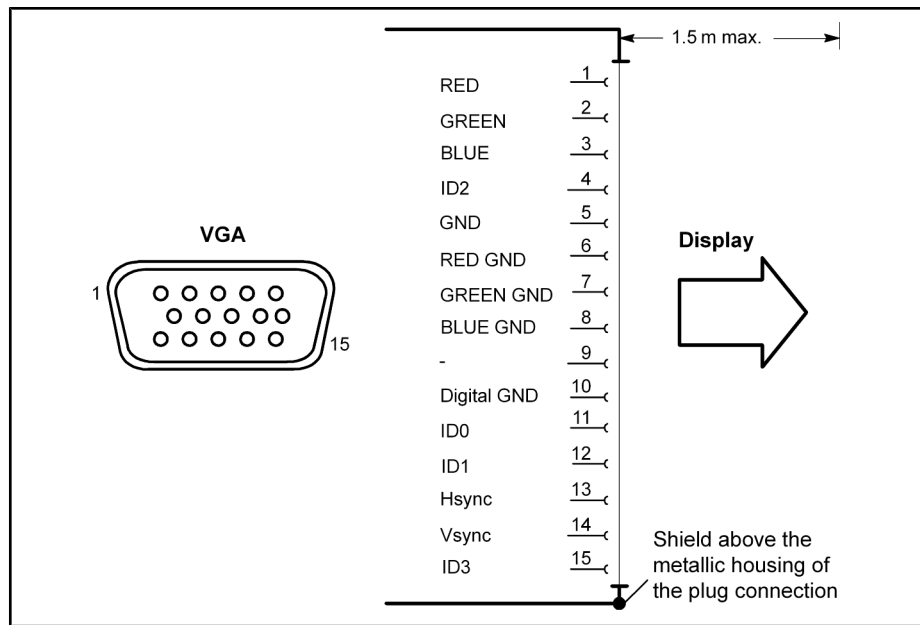 1.5 m max.
RED 1
GREEN 2
BLUE 3
ID2 4
GND 5
RED GND 6
GREEN GND 7
BLUE GND 8
- 9
Digital GND 10
ID0 11
ID1 12
Hsync 13
Vsync 14
ID3 15
VGA
1
15
Display
Shield above the
metallic housing of
the plug connection